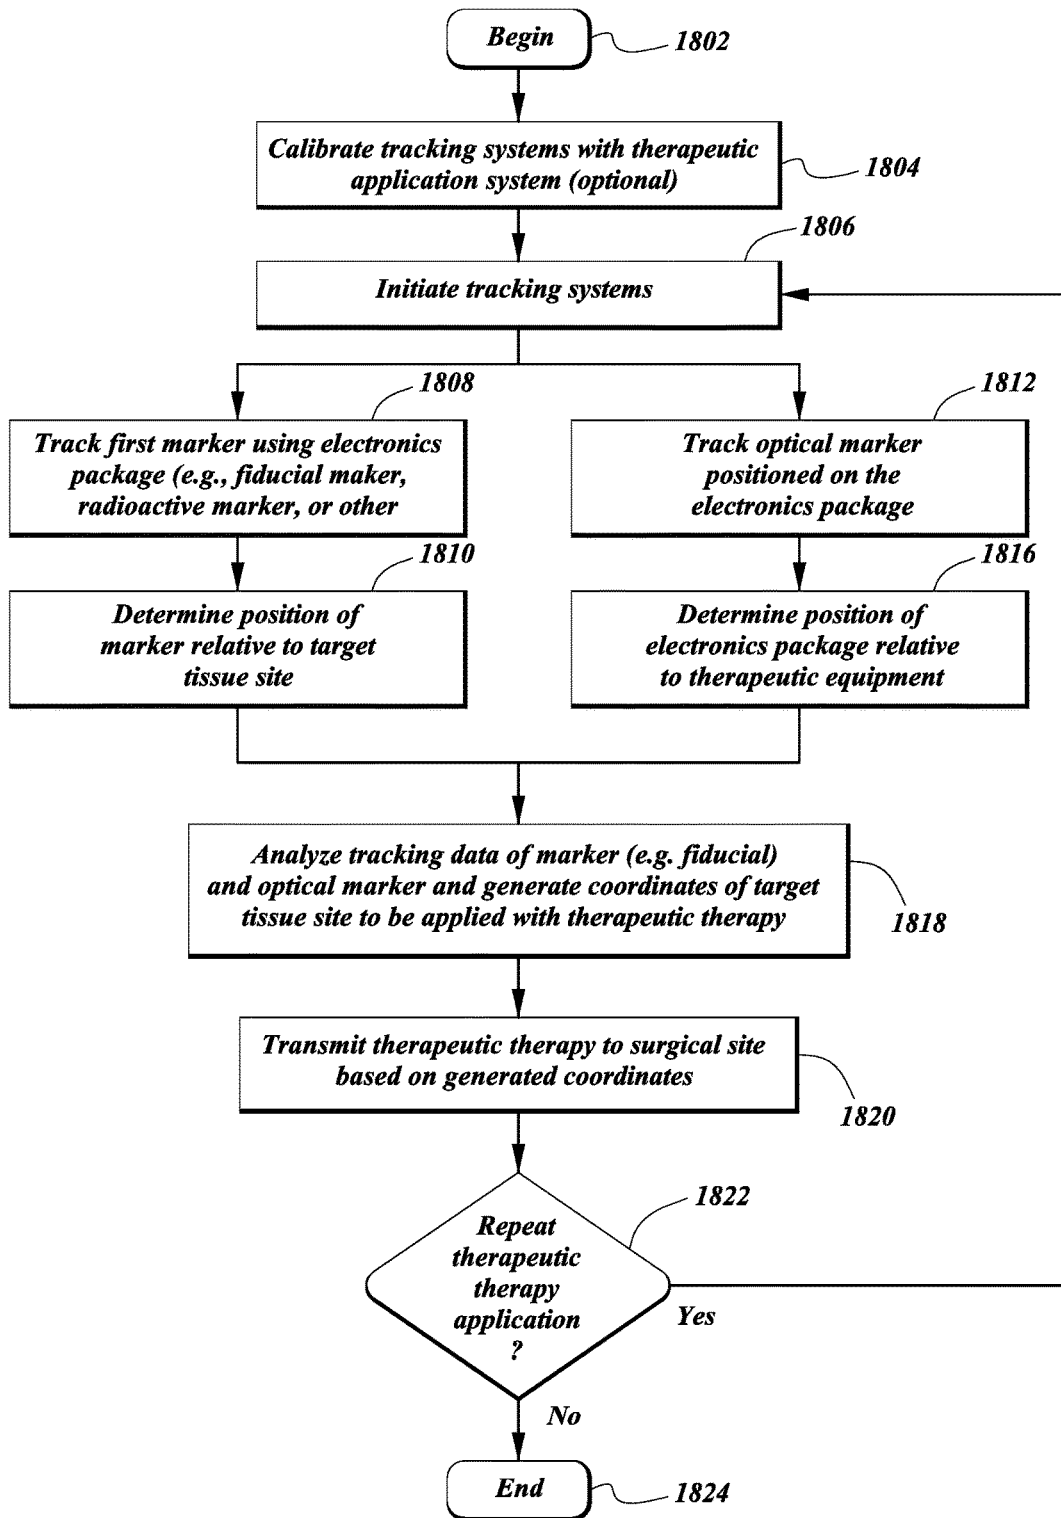 Begin
1802
Calibrate tracking systems with therapeutic
application system (optional)
1804
1806
Initiate tracking systems
1808
Track first marker using electronics
package (e.g., fiducial maker,
radioactive marker, or other
1812
Track optical marker
positioned on the
electronics package
1810
Determine position of
marker relative to target
tissue site
1816
Determine position of
electronics package relative
to therapeutic equipment
Analyze tracking data of marker (e.g. fiducial)
and optical marker and generate coordinates of target
tissue site to be applied with therapeutic therapy
1818
Transmit therapeutic therapy to surgical site
based on generated coordinates
1820
1822
Repeat
therapeutic
therapy
application
?
Yes
No
End
1824